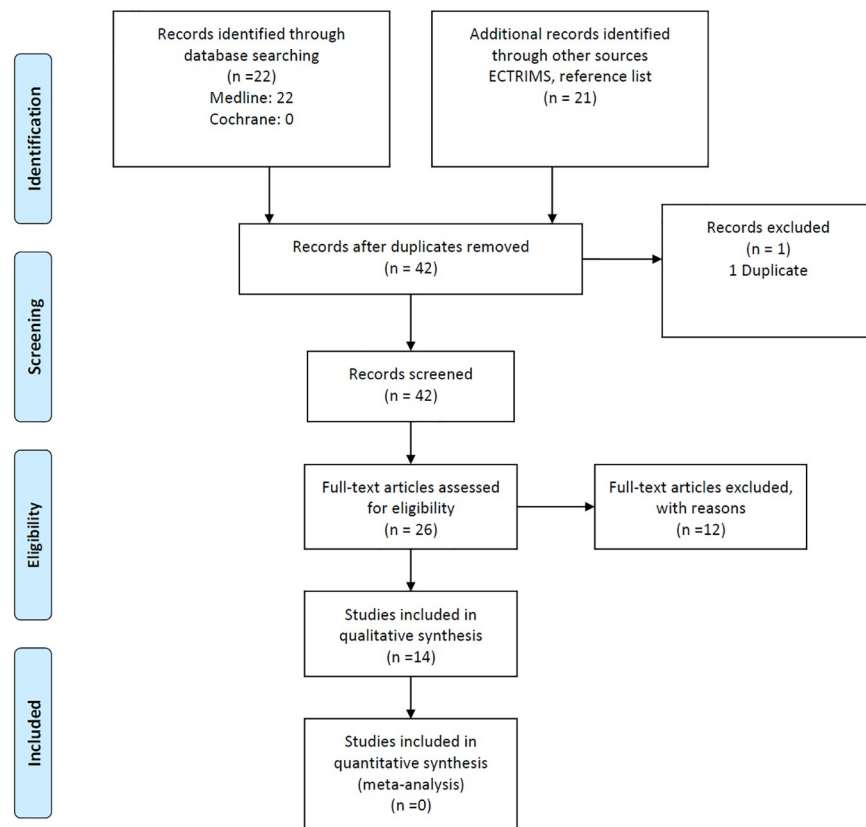 Identification
Records identified through
database searching
(n =22)
Medline: 22
Cochrane: 0
Additional records identified
through other sources
ECTRIMS, reference list
(n = 21)
Records after duplicates removed
(n = 42)
Records excluded
(n = 1)
1 Duplicate
Screening
Records screened
(n = 42)
Eligibility
Full-text articles assessed
for eligibility
(n = 26)
Full-text articles excluded,
with reasons
(n =12)
Studies included in
qualitative synthesis
(n =14)
Included
Studies included in
quantitative synthesis
(meta-analysis)
(n =0)